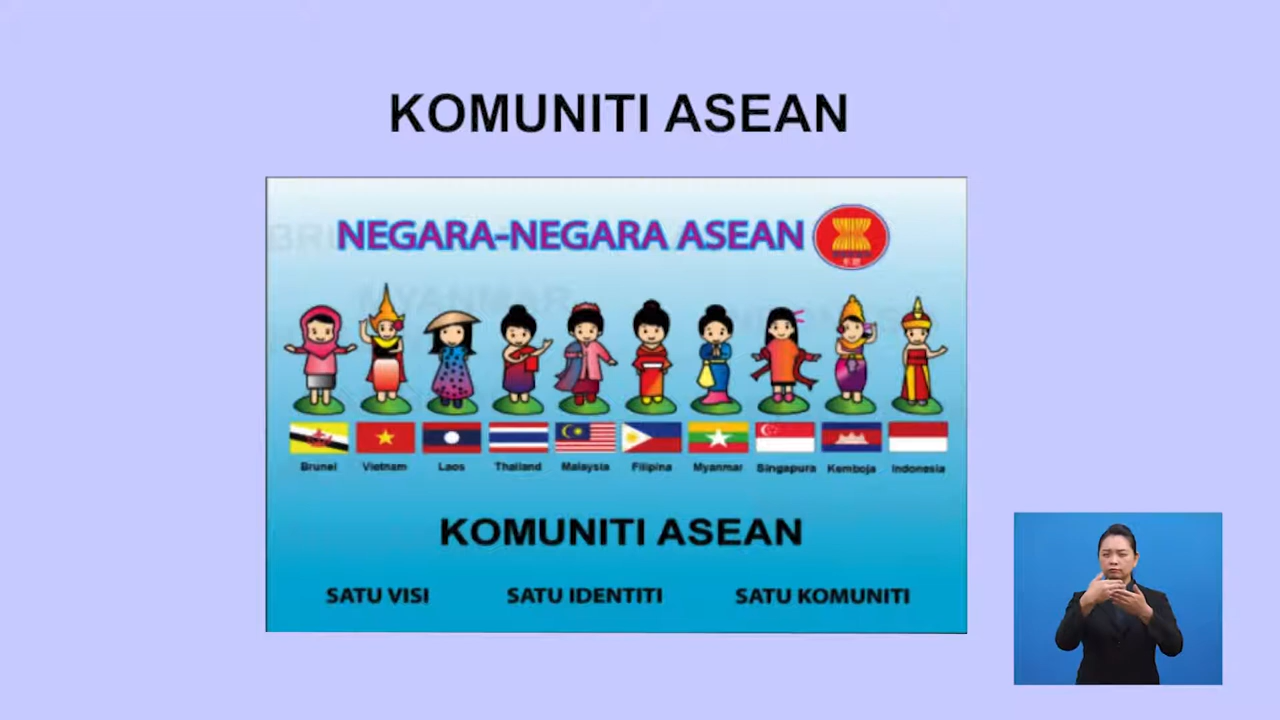 KOMUNITI ASEAN
NEGARA-NEGARA ASEAN
Brunei Vietnam Laos Thailand Malaysia Filipina Myanmar Singapura Kemboja Indonesia
KOMUNITI ASEAN
SATU VISI SATU IDENTITI SATU KOMUNITI
MYANMAR